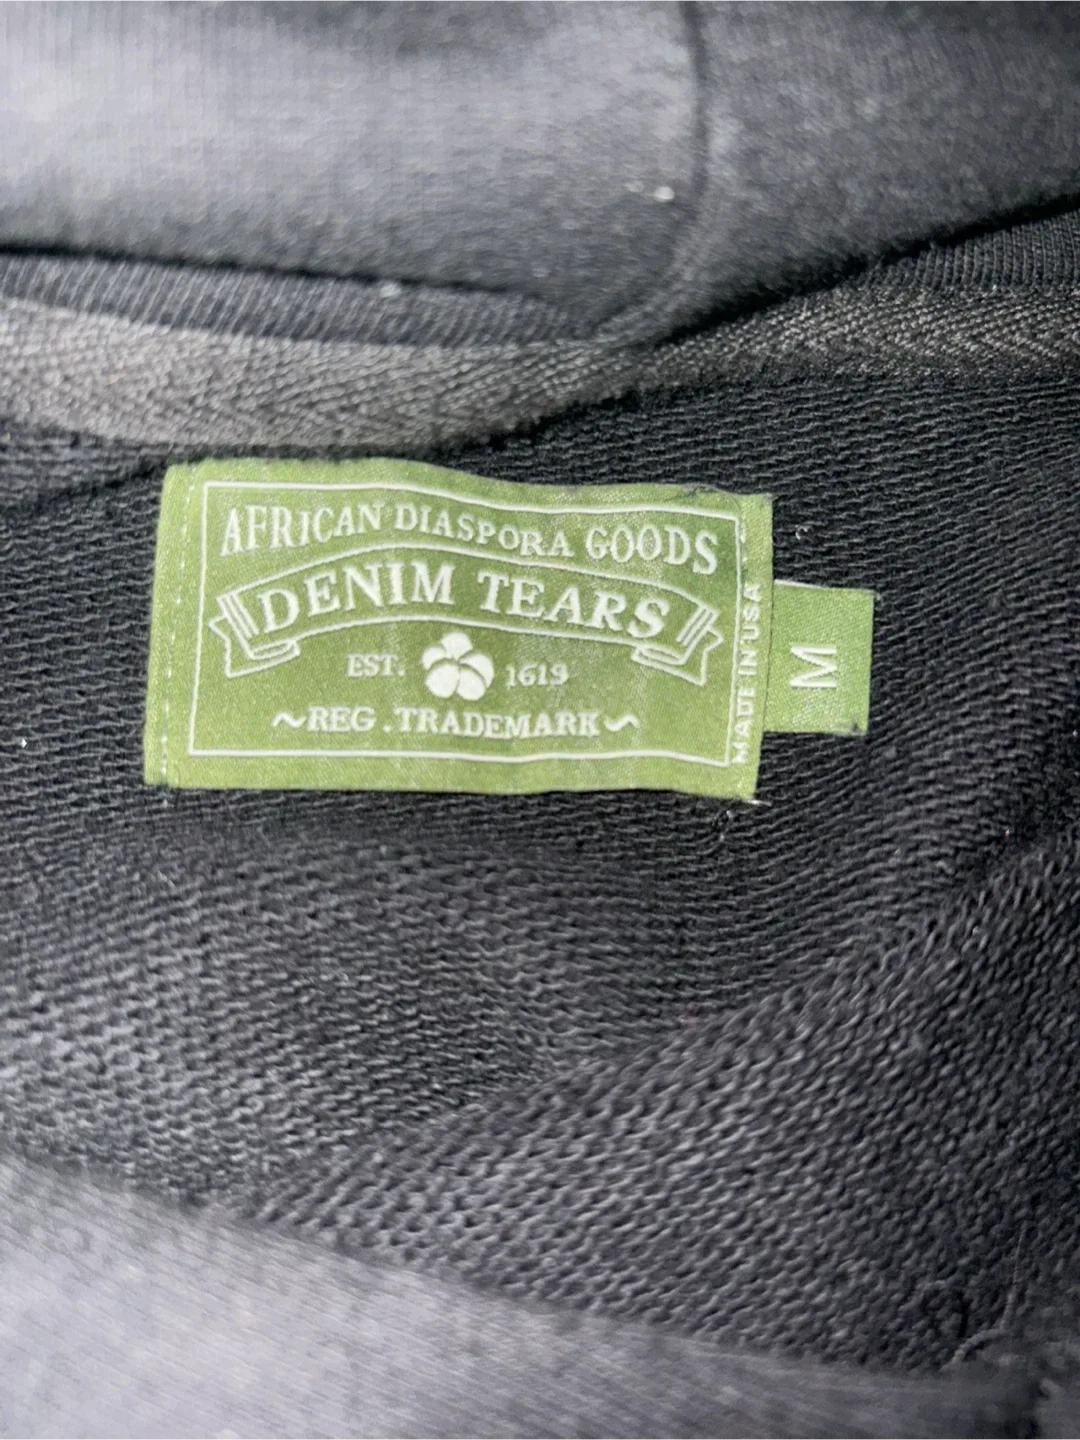 AFRICAN DIASPORA GOODS
DENIM TEARS
EST. 1619
~REG.TRADEMARK~
MADE IN USA
M